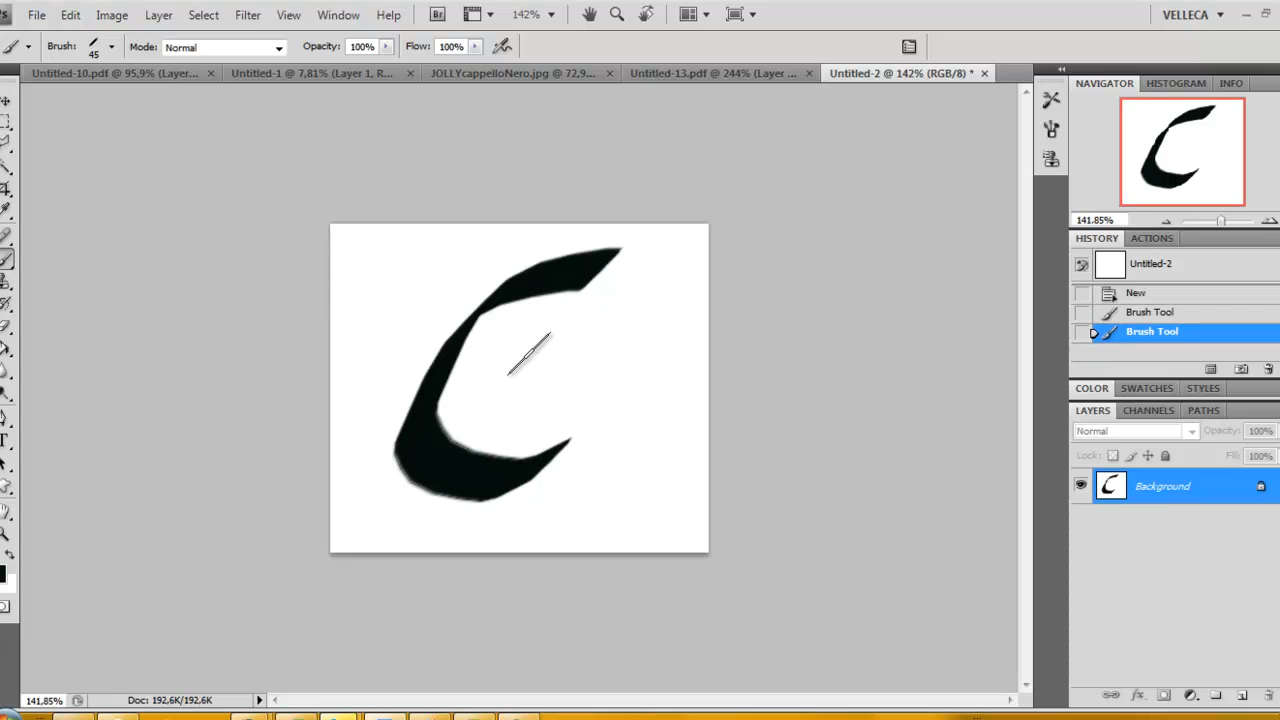 File Edit Image Layer Select Filter View Window Help Br 142% VELLECA
Brush: 45 Mode: Normal Opacity: 100% Flow: 100%
Untitled-10.pdf @ 95,9% (Layer... Untitled-1 @ 7,81% (Layer 1, R... JOLLYcappelloNero.jpg @ 72,9... Untitled-13.pdf @ 244% (Layer ... Untitled-2 @ 142% (RGB/8) *
NAVIGATOR HISTOGRAM INFO
C
141.85%
HISTORY ACTIONS
Untitled-2
New
Brush Tool
Brush Tool
COLOR SWATCHES STYLES
LAYERS CHANNELS PATHS
Normal Opacity: 100%
Lock: Fill: 100%
Background
C
141,85% Doc: 192,6K/192,6K